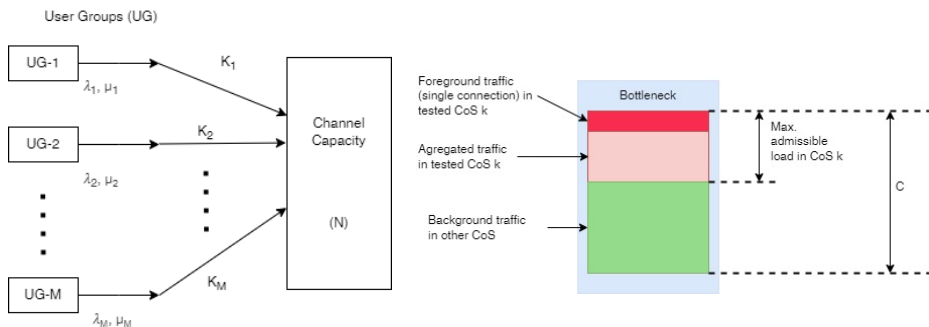 User Groups (UG)
UG-1
λ1, μ1
K1
UG-2
λ2, μ2
K2
UG-M
λM, μM
KM
Channel
Capacity
(N)
Foreground traffic
(single connection) in
tested CoS k
Agregated traffic
in tested CoS k
Background traffic
in other CoS
Bottleneck
Max.
admissible
load in CoS k
C